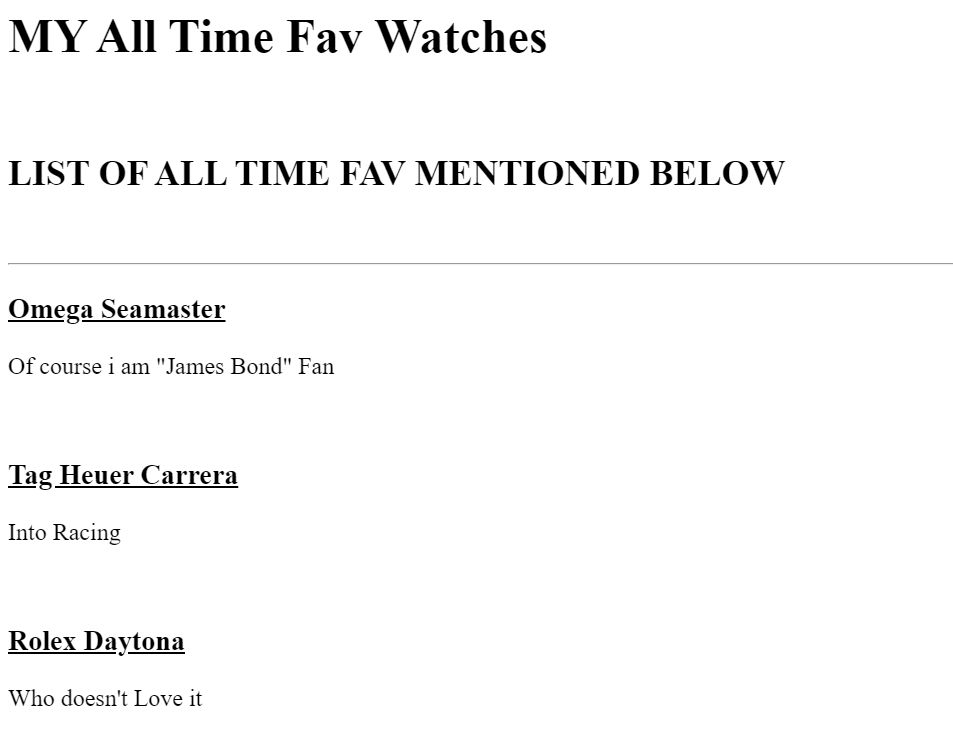 MY All Time Fav Watches
LIST OF ALL TIME FAV MENTIONED BELOW
Omega Seamaster
Of course i am "James Bond" Fan
Tag Heuer Carrera
Into Racing
Rolex Daytona
Who doesn't Love it